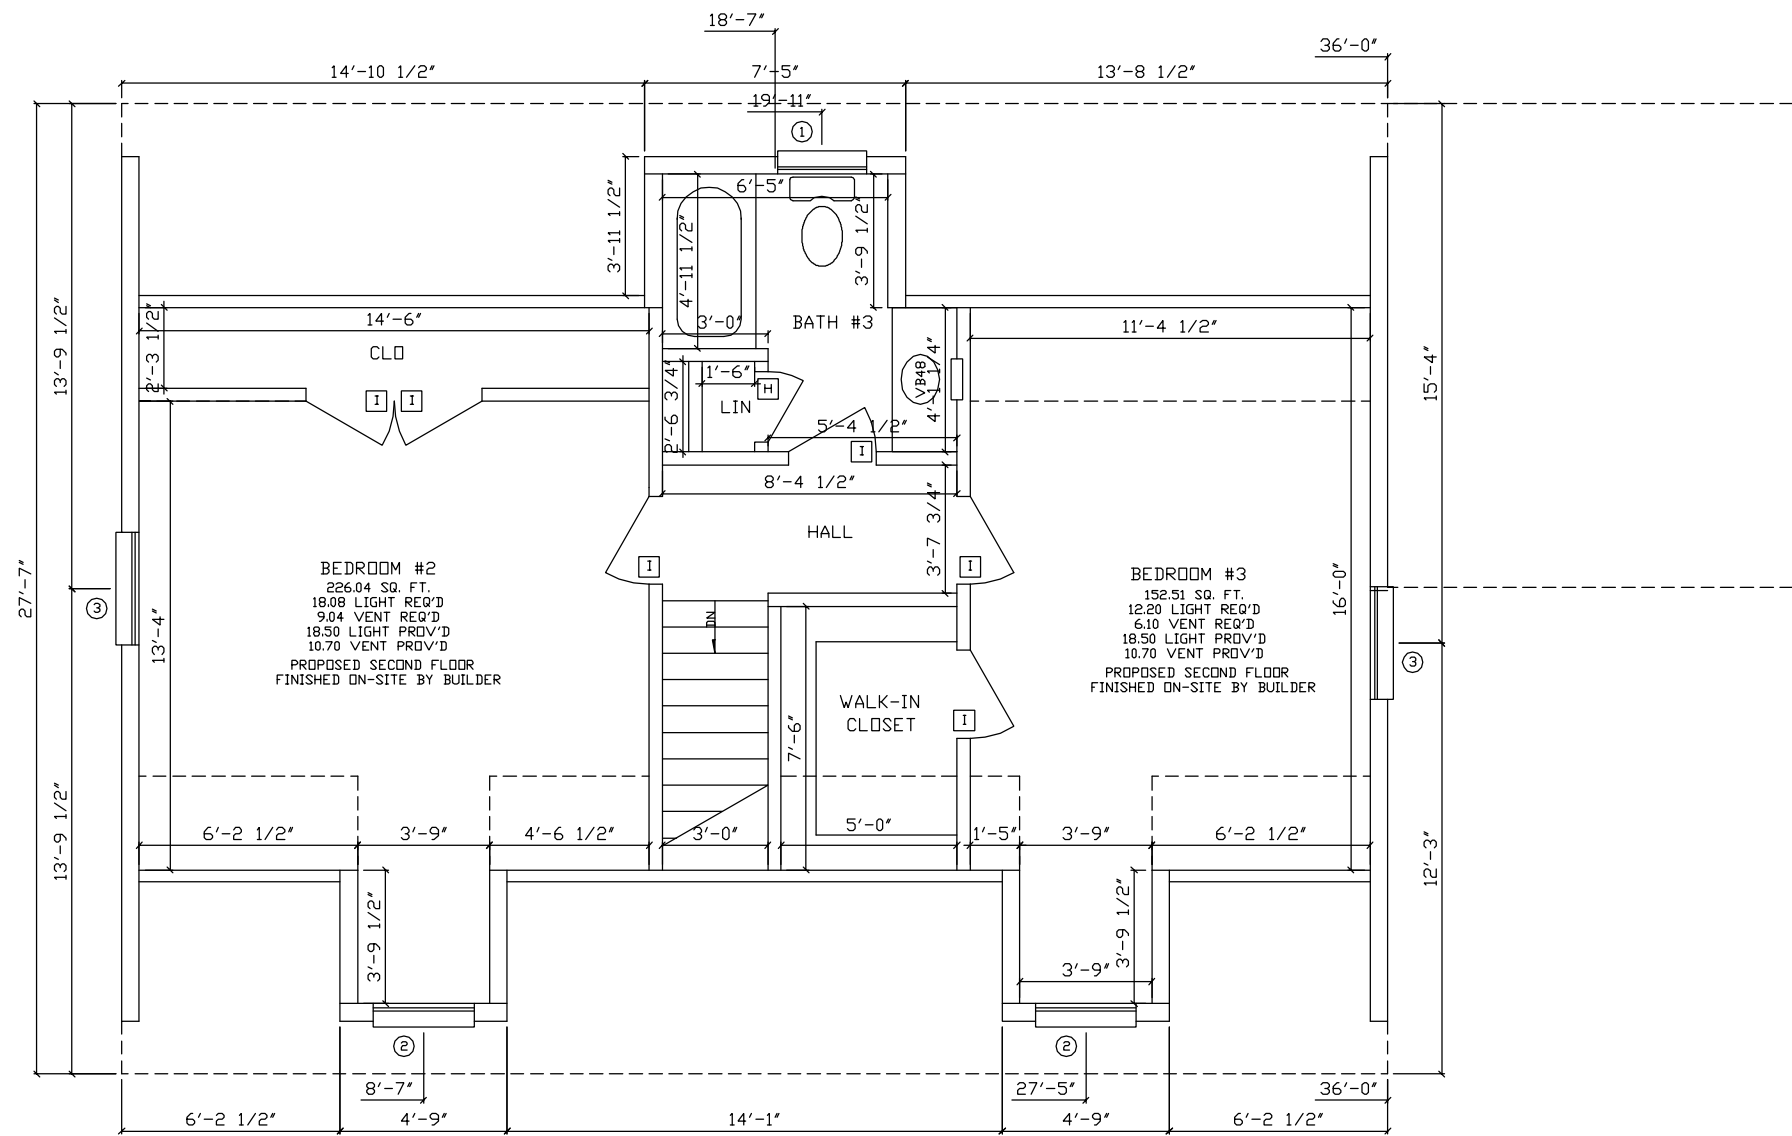 18'-7"
36'-0"
14'-10 1/2"
7'-5"
13'-8 1/2"
19'-11"
1
6'-5"
3'-11 1/2"
4'-11 1/2"
3'-9 1/2"
13'-9 1/2"
2'-3 1/2"
14'-6"
3'-0"
BATH #3
11'-4 1/2"
15'-4"
CLO
VB48
4'-1 1/4"
1'-6"
2'-6 3/4"
H
I
I
LIN
5'-4 1/2"
I
8'-4 1/2"
3'-7 3/4"
HALL
27'-7"
I
I
BEDROOM #2
226.04 SQ. FT.
18.08 LIGHT REQ'D
9.04 VENT REQ'D
18.50 LIGHT PROV'D
10.70 VENT PROV'D
PROPOSED SECOND FLOOR
FINISHED ON-SITE BY BUILDER
BEDROOM #3
152.51 SQ. FT.
12.20 LIGHT REQ'D
6.10 VENT REQ'D
18.50 LIGHT PROV'D
10.70 VENT PROV'D
PROPOSED SECOND FLOOR
FINISHED ON-SITE BY BUILDER
16'-0"
3
13'-4"
DN
3
WALK-IN
CLOSET
I
7'-6"
13'-9 1/2"
6'-2 1/2"
3'-9"
4'-6 1/2"
3'-0"
5'-0"
1'-5"
3'-9"
6'-2 1/2"
12'-3"
3'-9 1/2"
3'-9 1/2"
3'-9"
2
2
8'-7"
27'-5"
36'-0"
6'-2 1/2"
4'-9"
14'-1"
4'-9"
6'-2 1/2"